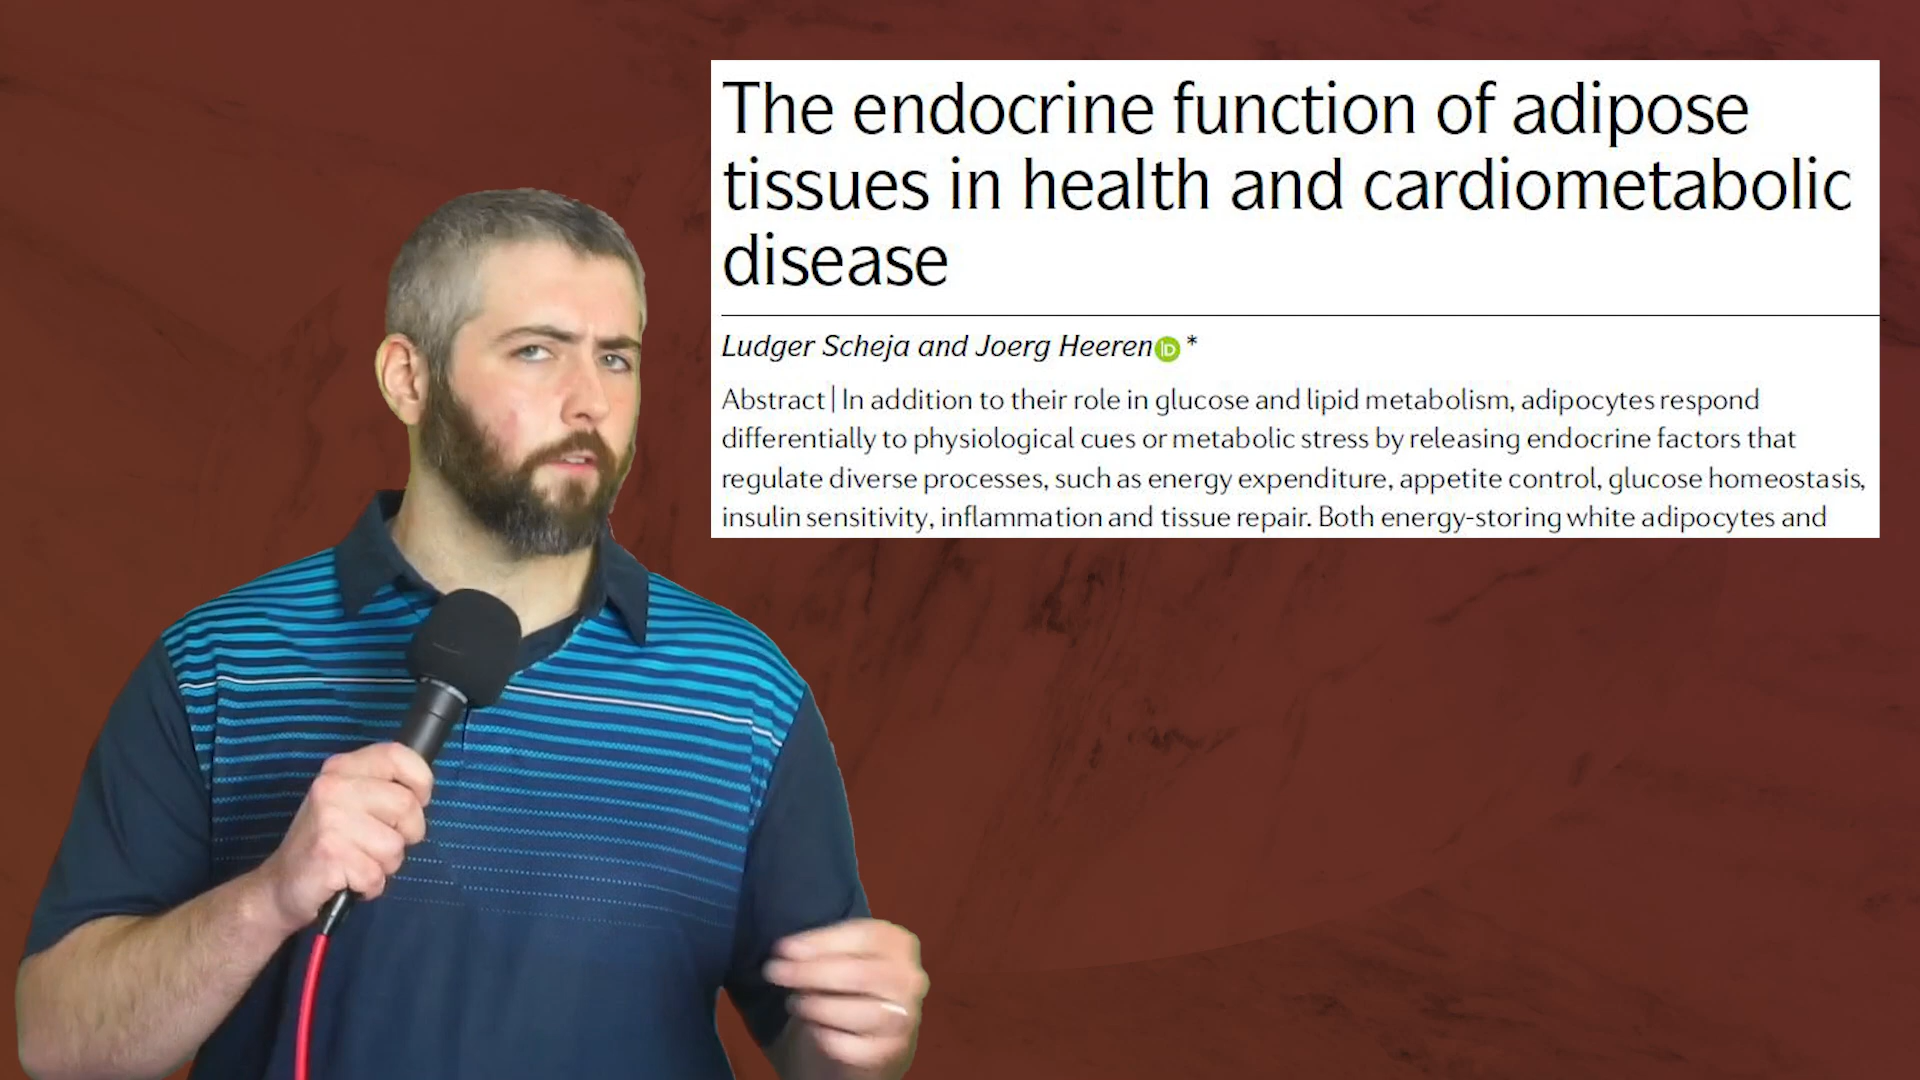 The endocrine function of adipose
tissues in health and cardiometabolic
disease
Ludger Scheja and Joerg Heeren iD *
Abstract | In addition to their role in glucose and lipid metabolism, adipocytes respond
differentially to physiological cues or metabolic stress by releasing endocrine factors that
regulate diverse processes, such as energy expenditure, appetite control, glucose homeostasis,
insulin sensitivity, inflammation and tissue repair. Both energy-storing white adipocytes and